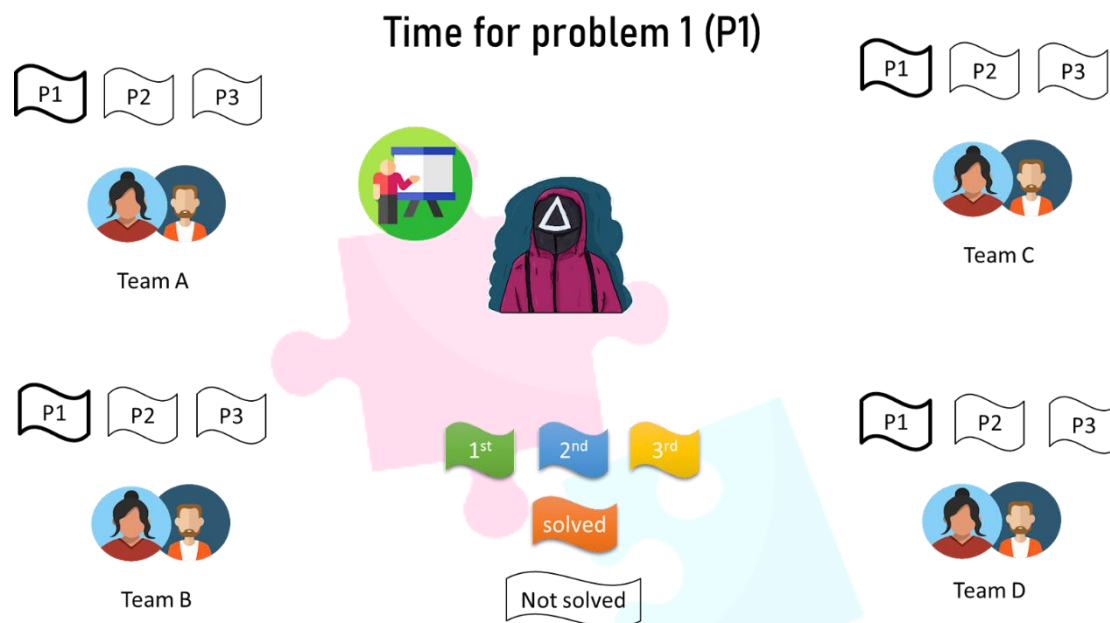 Time for problem 1 (P1)
P1 P2 P3
Team A
P1 P2 P3
Team C
P1 P2 P3
Team B
1st 2nd 3rd
solved
Not solved
P1 P2 P3
Team D